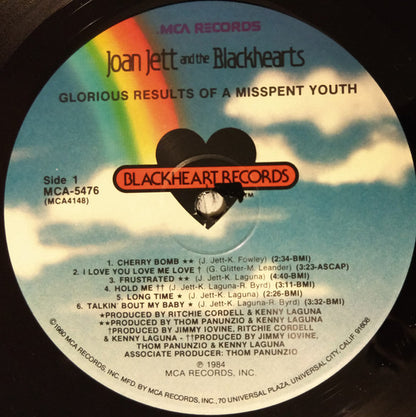 MCA RECORDS
Joan Jett and the Blackhearts
GLORIOUS RESULTS OF A MISSPENT YOUTH
Side 1
MCA-5476
(MCA4148)
BLACKHEART RECORDS
TM
1. CHERRY BOMB ★★ (J. Jett-K. Fowley) (2:34-BMI)
2. I LOVE YOU LOVE ME LOVE † (G. Glitter-M. Leander) (3:23-ASCAP)
3. FRUSTRATED ★★ (J. Jett-K. Laguna) (4:40-BMI)
4. HOLD ME †† (J. Jett-K. Laguna-R. Byrd) (3:11-BMI)
5. LONG TIME ★ (J. Jett-K. Laguna) (2:26-BMI)
6. TALKIN' BOUT MY BABY ★ (J. Jett-K. Laguna-R. Byrd) (3:32-BMI)
★PRODUCED BY RITCHIE CORDELL & KENNY LAGUNA
★★PRODUCED BY THOM PANUNZIO & KENNY LAGUNA
†PRODUCED BY JIMMY IOVINE, RITCHIE CORDELL
& KENNY LAGUNA - ††PRODUCED BY JIMMY IOVINE,
THOM PANUNZIO & KENNY LAGUNA
ASSOCIATE PRODUCER: THOM PANUNZIO
℗ 1984
MCA RECORDS, INC.
©1980 MCA RECORDS, INC. MFD. BY MCA RECORDS, INC., 70 UNIVERSAL PLAZA, UNIVERSAL CITY, CALIF. 91608